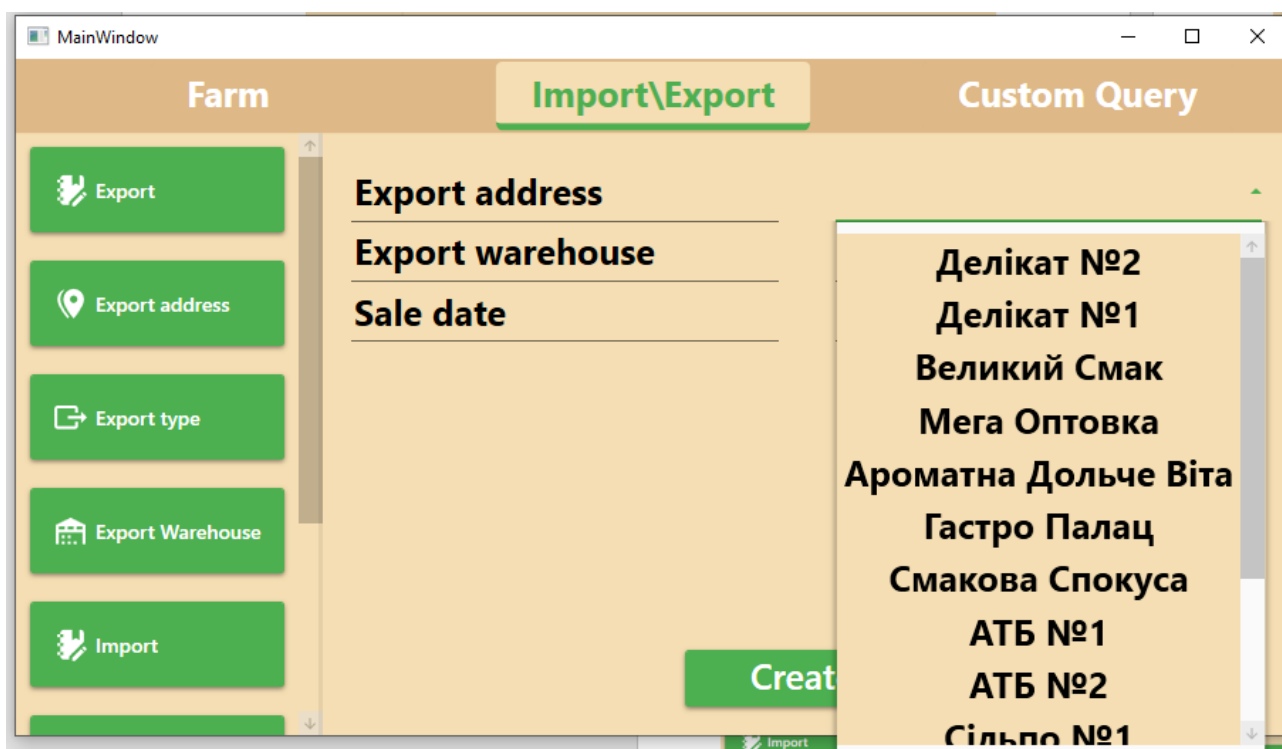 MainWindow
Farm
Import\Export
Custom Query
Export
Export address
Export type
Export Warehouse
Import
Export address
Export warehouse
Sale date
Делікат №2
Делікат №1
Великий Смак
Мега Оптовка
Ароматна Дольче Віта
Гастро Палац
Смакова Спокуса
АТБ №1
АТБ №2
Сільпо №1
Creat
Import